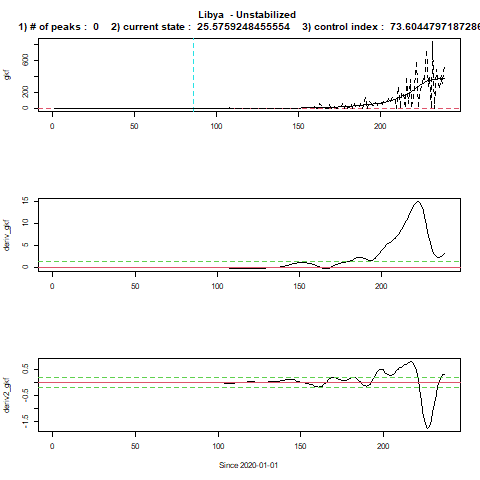 Libya - Unstabilized
1) # of peaks : 0 2) current state : 25.5759248455554 3) control index : 73.6044797187286
gkf
0 200 600
0 50 100 150 200
deriv_gkf
0 5 10 15
0 50 100 150 200
deriv2_gkf
-1.5 -0.5 0.5
0 50 100 150 200
Since 2020-01-01